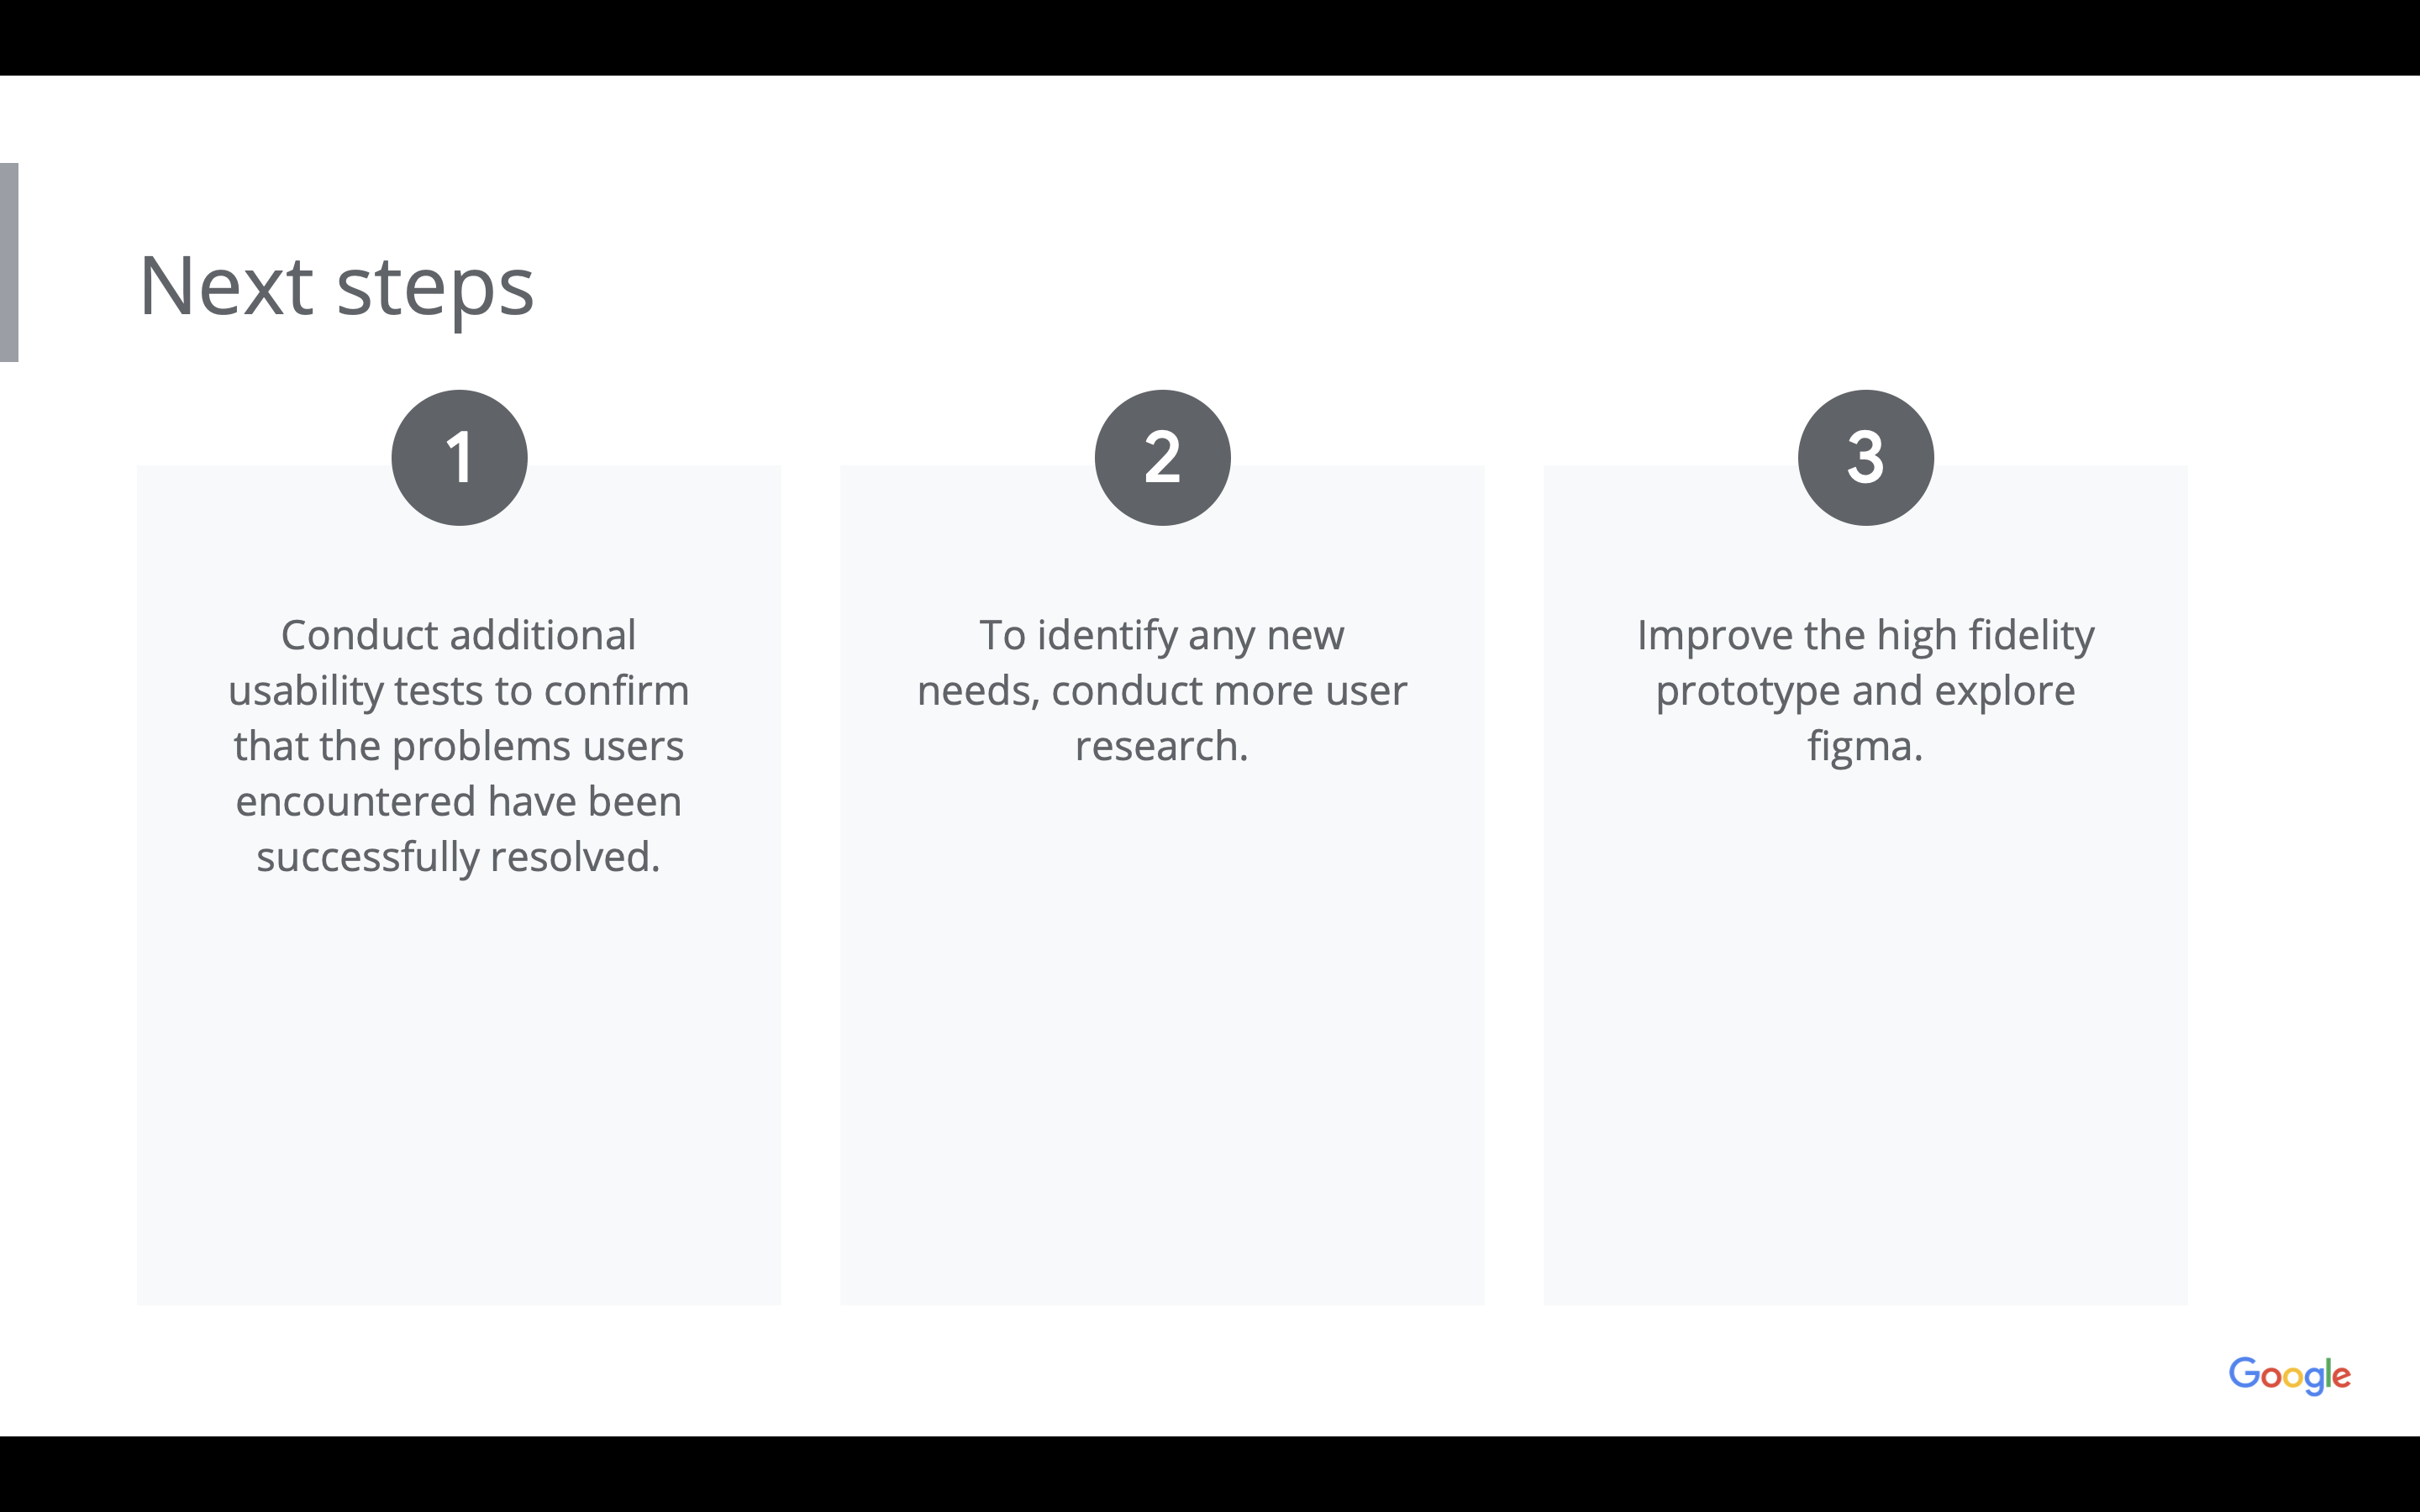 Next steps
1
Conduct additional
usability tests to confirm
that the problems users
encountered have been
successfully resolved.
2
To identify any new
needs, conduct more user
research.
3
Improve the high fidelity
prototype and explore
figma.
Google